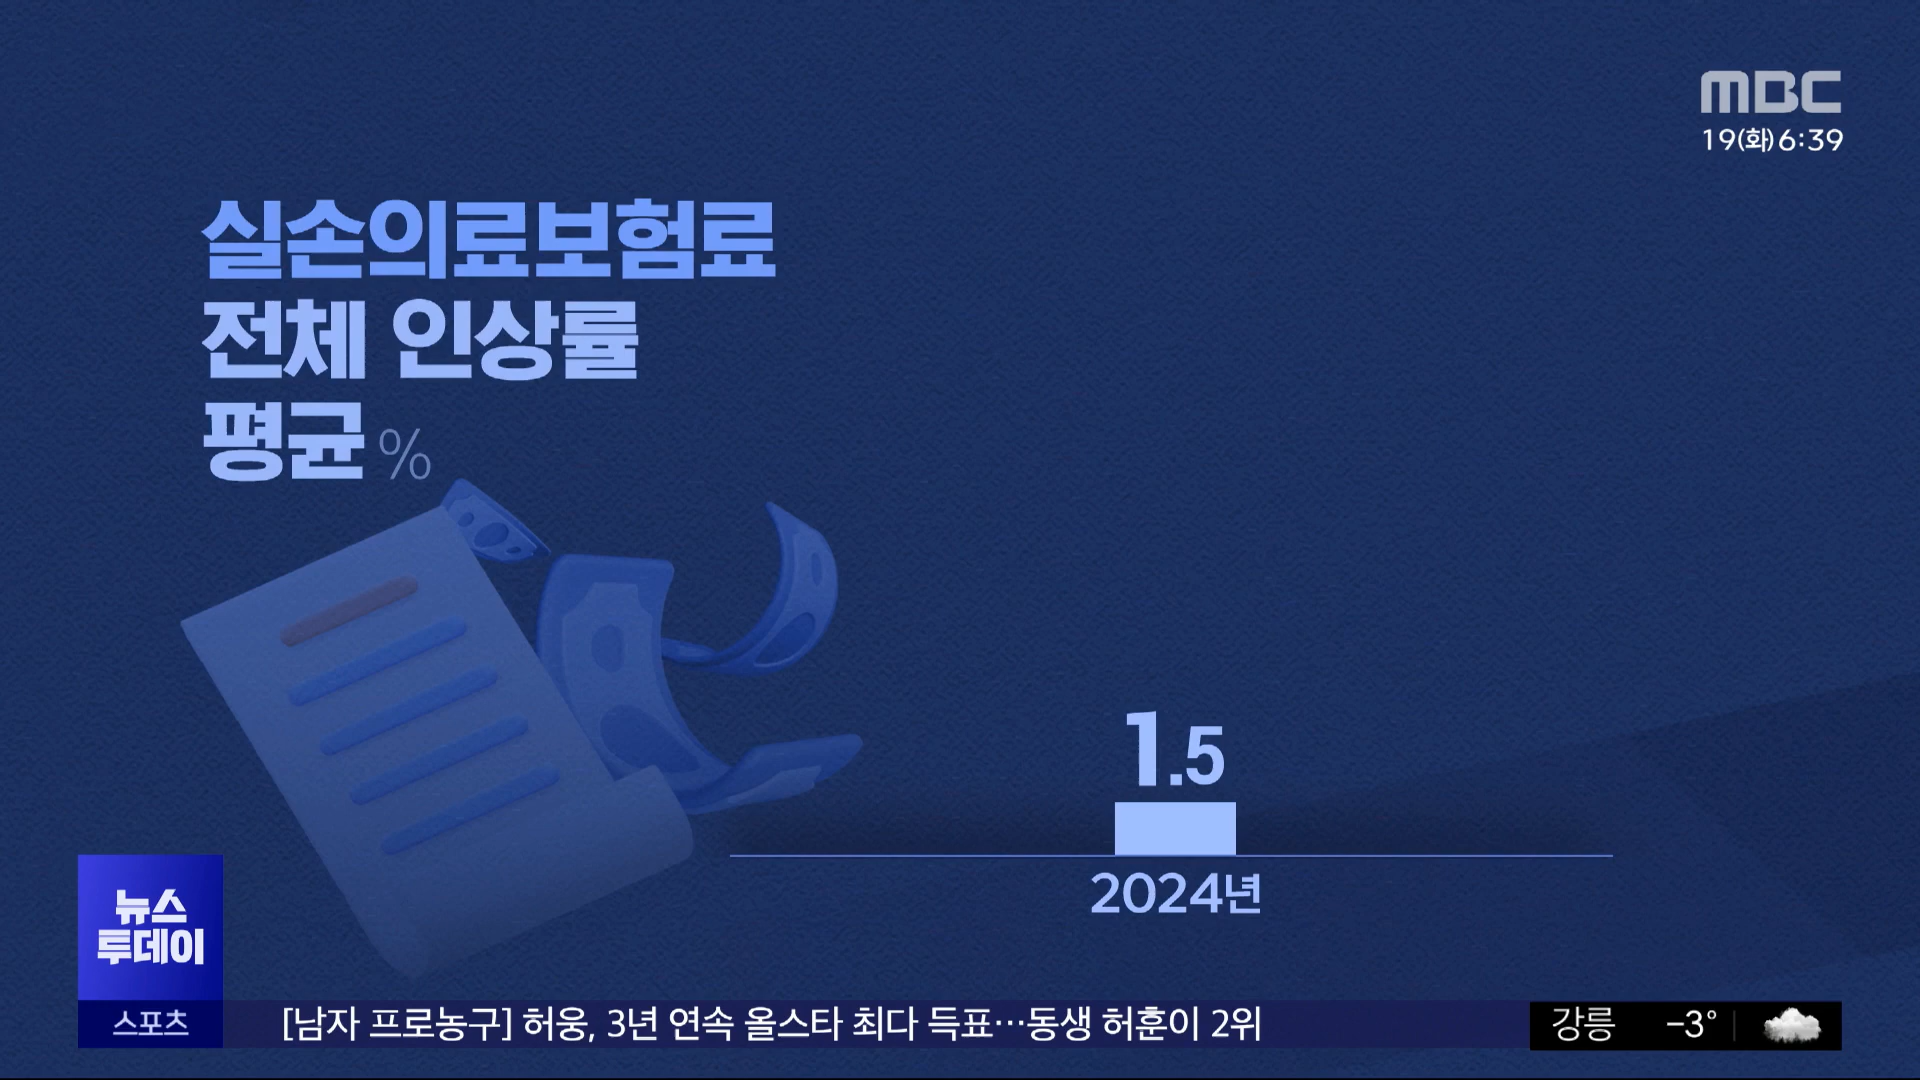 MBC
19(화)6:39
실손의료보험료
전체 인상률
평균 %
1.5
2024년
뉴스
투데이
스포츠
[남자 프로농구] 허웅, 3년 연속 올스타 최다 득표…동생 허훈이 2위
강릉 -3°